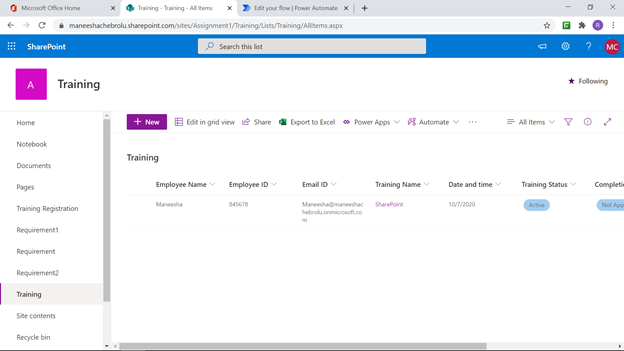 Microsoft Office Home
Training - Training - All Items
Edit your flow | Power Automate
maneeshachebrolu.sharepoint.com/sites/Assignment1/Training/Lists/Training/AllItems.aspx
R
SharePoint
Search this list
MC
A
Training
Following
Home
Notebook
Documents
Pages
Training Registration
Requirement1
Requirement
Requirement2
Training
Site contents
Recycle bin
New
Edit in grid view
Share
Export to Excel
Power Apps
Automate
All Items
Training
Employee Name
Employee ID
Email ID
Training Name
Date and time
Training Status
Completi
Maneesha
845678
Maneesha@maneeshac
hebrolu.onmicrosoft.co
m
SharePoint
10/7/2020
Active
Not App